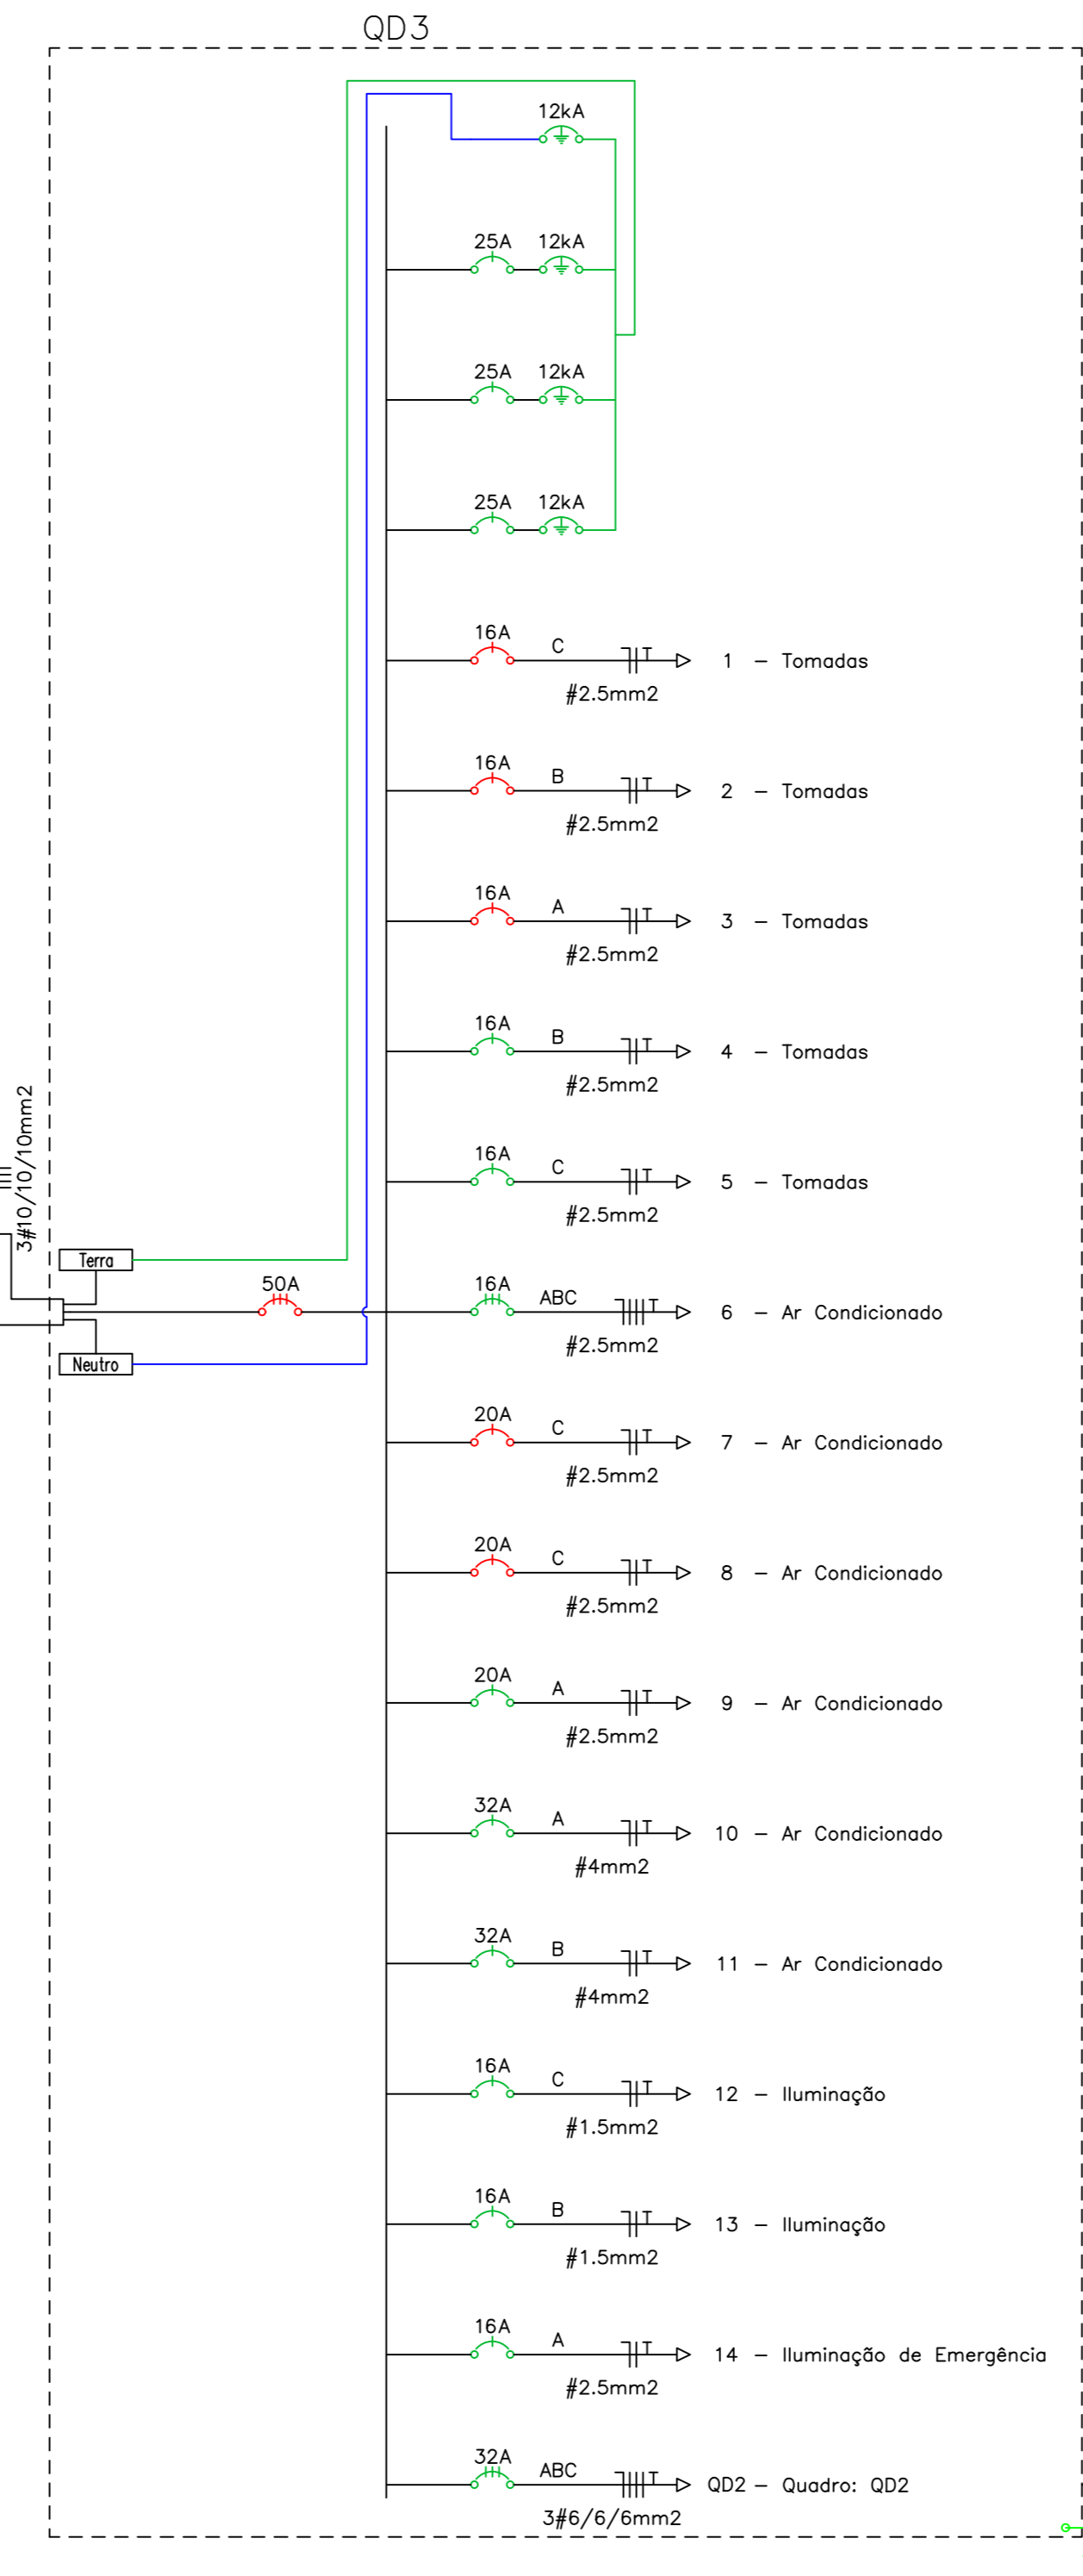 QD3
12kA
25A 12kA
25A 12kA
25A 12kA
16A C 1 - Tomadas
#2.5mm2
16A B 2 - Tomadas
#2.5mm2
16A A 3 - Tomadas
#2.5mm2
16A B 4 - Tomadas
#2.5mm2
16A C 5 - Tomadas
#2.5mm2
3#10/10/10mm2
Terra
50A
Neutro
16A ABC 6 - Ar Condicionado
#2.5mm2
20A C 7 - Ar Condicionado
#2.5mm2
20A C 8 - Ar Condicionado
#2.5mm2
20A A 9 - Ar Condicionado
#2.5mm2
32A A 10 - Ar Condicionado
#4mm2
32A B 11 - Ar Condicionado
#4mm2
16A C 12 - Iluminação
#1.5mm2
16A B 13 - Iluminação
#1.5mm2
16A A 14 - Iluminação de Emergência
#2.5mm2
32A ABC QD2 - Quadro: QD2
3#6/6/6mm2